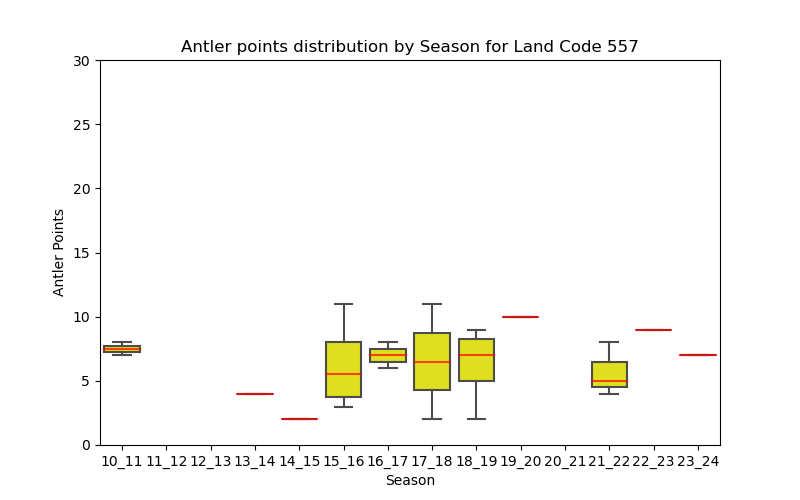 Antler points distribution by Season for Land Code 557
30
25
20
15
10
5
0
Antler Points
10_11 11_12 12_13 13_14 14_15 15_16 16_17 17_18 18_19 19_20 20_21 21_22 22_23 23_24
Season